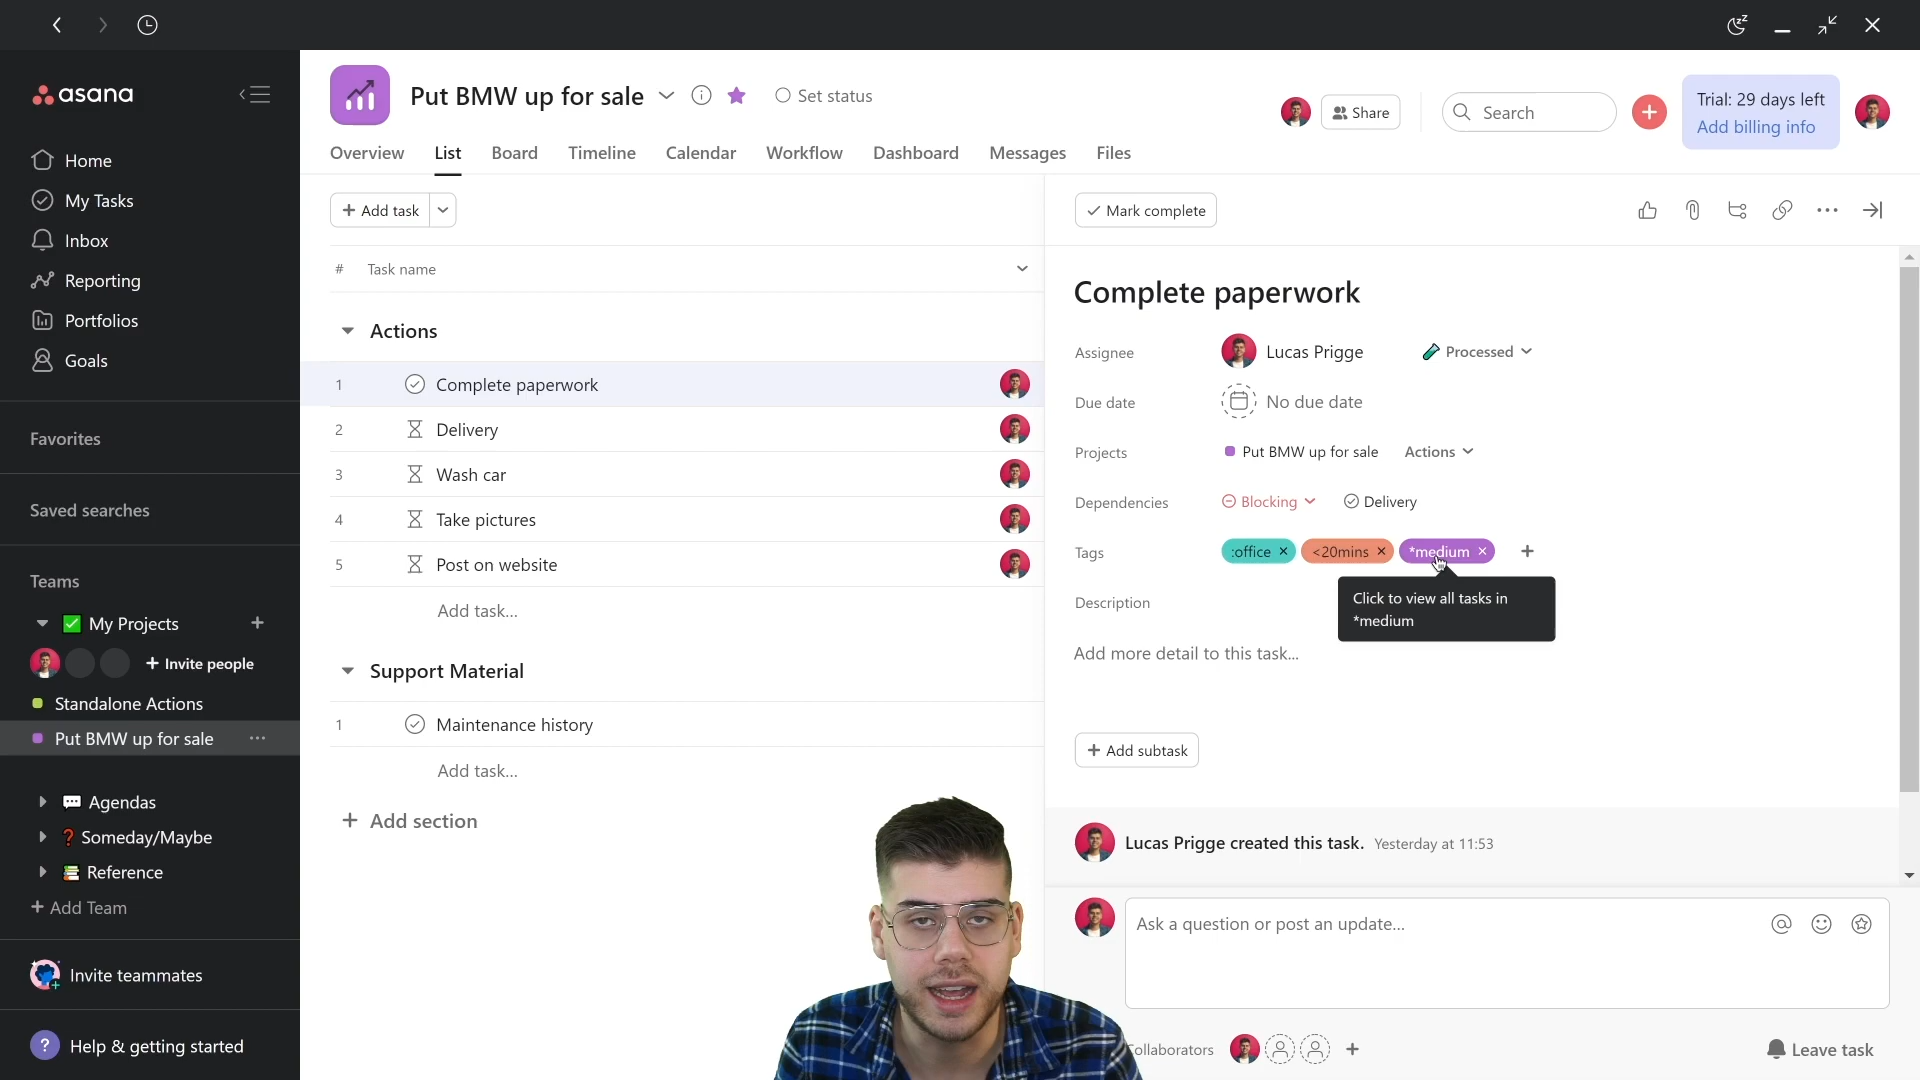 asana
Home
My Tasks
Inbox
Reporting
Portfolios
Goals
Favorites
Saved searches
Teams
My Projects
Invite people
Standalone Actions
Put BMW up for sale
Agendas
Someday/Maybe
Reference
+ Add Team
Invite teammates
? Help & getting started
Put BMW up for sale
Set status
Share
Search
Trial: 29 days left
Add billing info
Overview List Board Timeline Calendar Workflow Dashboard Messages Files
+ Add task
# Task name
Actions
1 Complete paperwork
2 Delivery
3 Wash car
4 Take pictures
5 Post on website
Add task...
Support Material
1 Maintenance history
Add task...
+ Add section
Mark complete
Complete paperwork
Assignee Lucas Prigge Processed
Due date No due date
Projects Put BMW up for sale Actions
Dependencies Blocking Delivery
Tags :office × <20mins × *medium × +
Click to view all tasks in
*medium
Description
Add more detail to this task...
+ Add subtask
Lucas Prigge created this task. Yesterday at 11:53
Ask a question or post an update...
ollaborators
Leave task